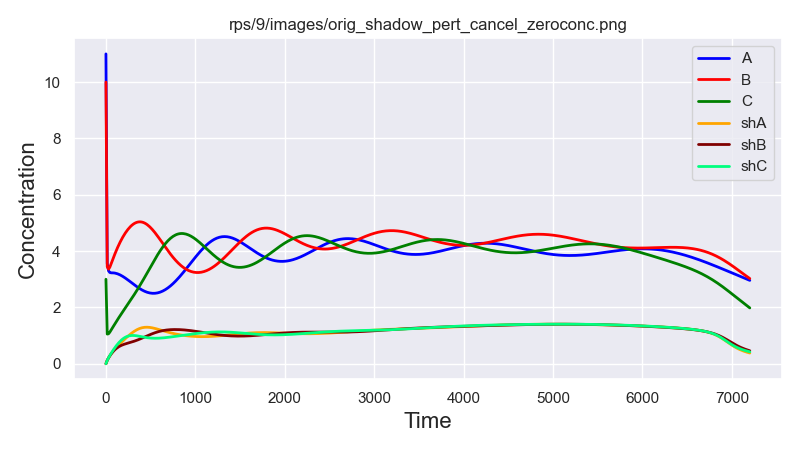 rps/9/images/orig_shadow_pert_cancel_zeroconc.png
Concentration
10
8
6
4
2
0
A
B
C
shA
shB
shC
0 1000 2000 3000 4000 5000 6000 7000
Time